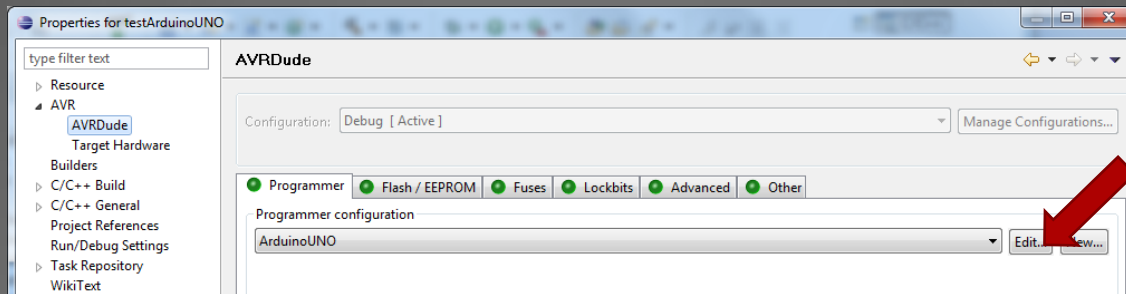 Properties for testArduinoUNO
type filter text
Resource
AVR
AVRDude
Target Hardware
Builders
C/C++ Build
C/C++ General
Project References
Run/Debug Settings
Task Repository
WikiText
AVRDude
Configuration: Debug [ Active ] Manage Configurations...
Programmer Flash / EEPROM Fuses Lockbits Advanced Other
Programmer configuration
ArduinoUNO Edit...